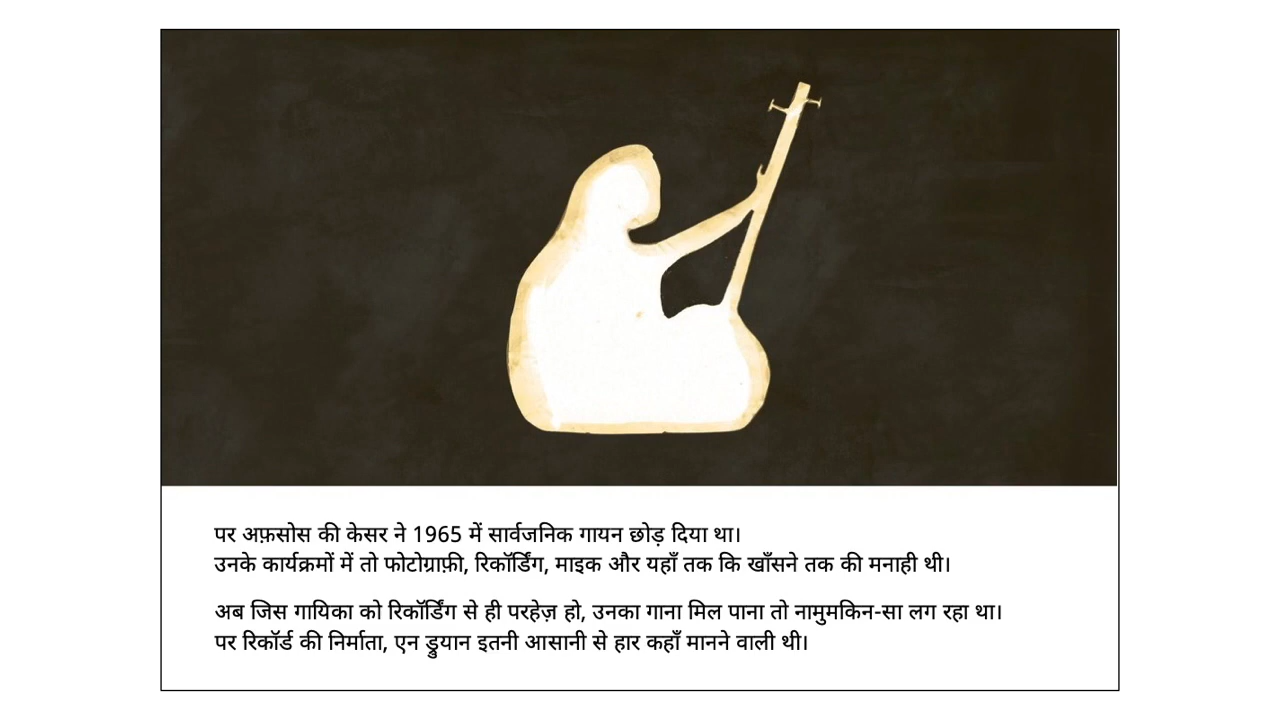 पर अफ़सोस की केसर ने 1965 में सार्वजनिक गायन छोड़ दिया था।
उनके कार्यक्रमों में तो फोटोग्राफ़ी, रिकॉर्डिंग, माइक और यहाँ तक कि खाँसने तक की मनाही थी।
अब जिस गायिका को रिकॉर्डिंग से ही परहेज़ हो, उनका गाना मिल पाना तो नामुमकिन-सा लग रहा था।
पर रिकॉर्ड की निर्माता, एन ड्रुयान इतनी आसानी से हार कहाँ मानने वाली थी।